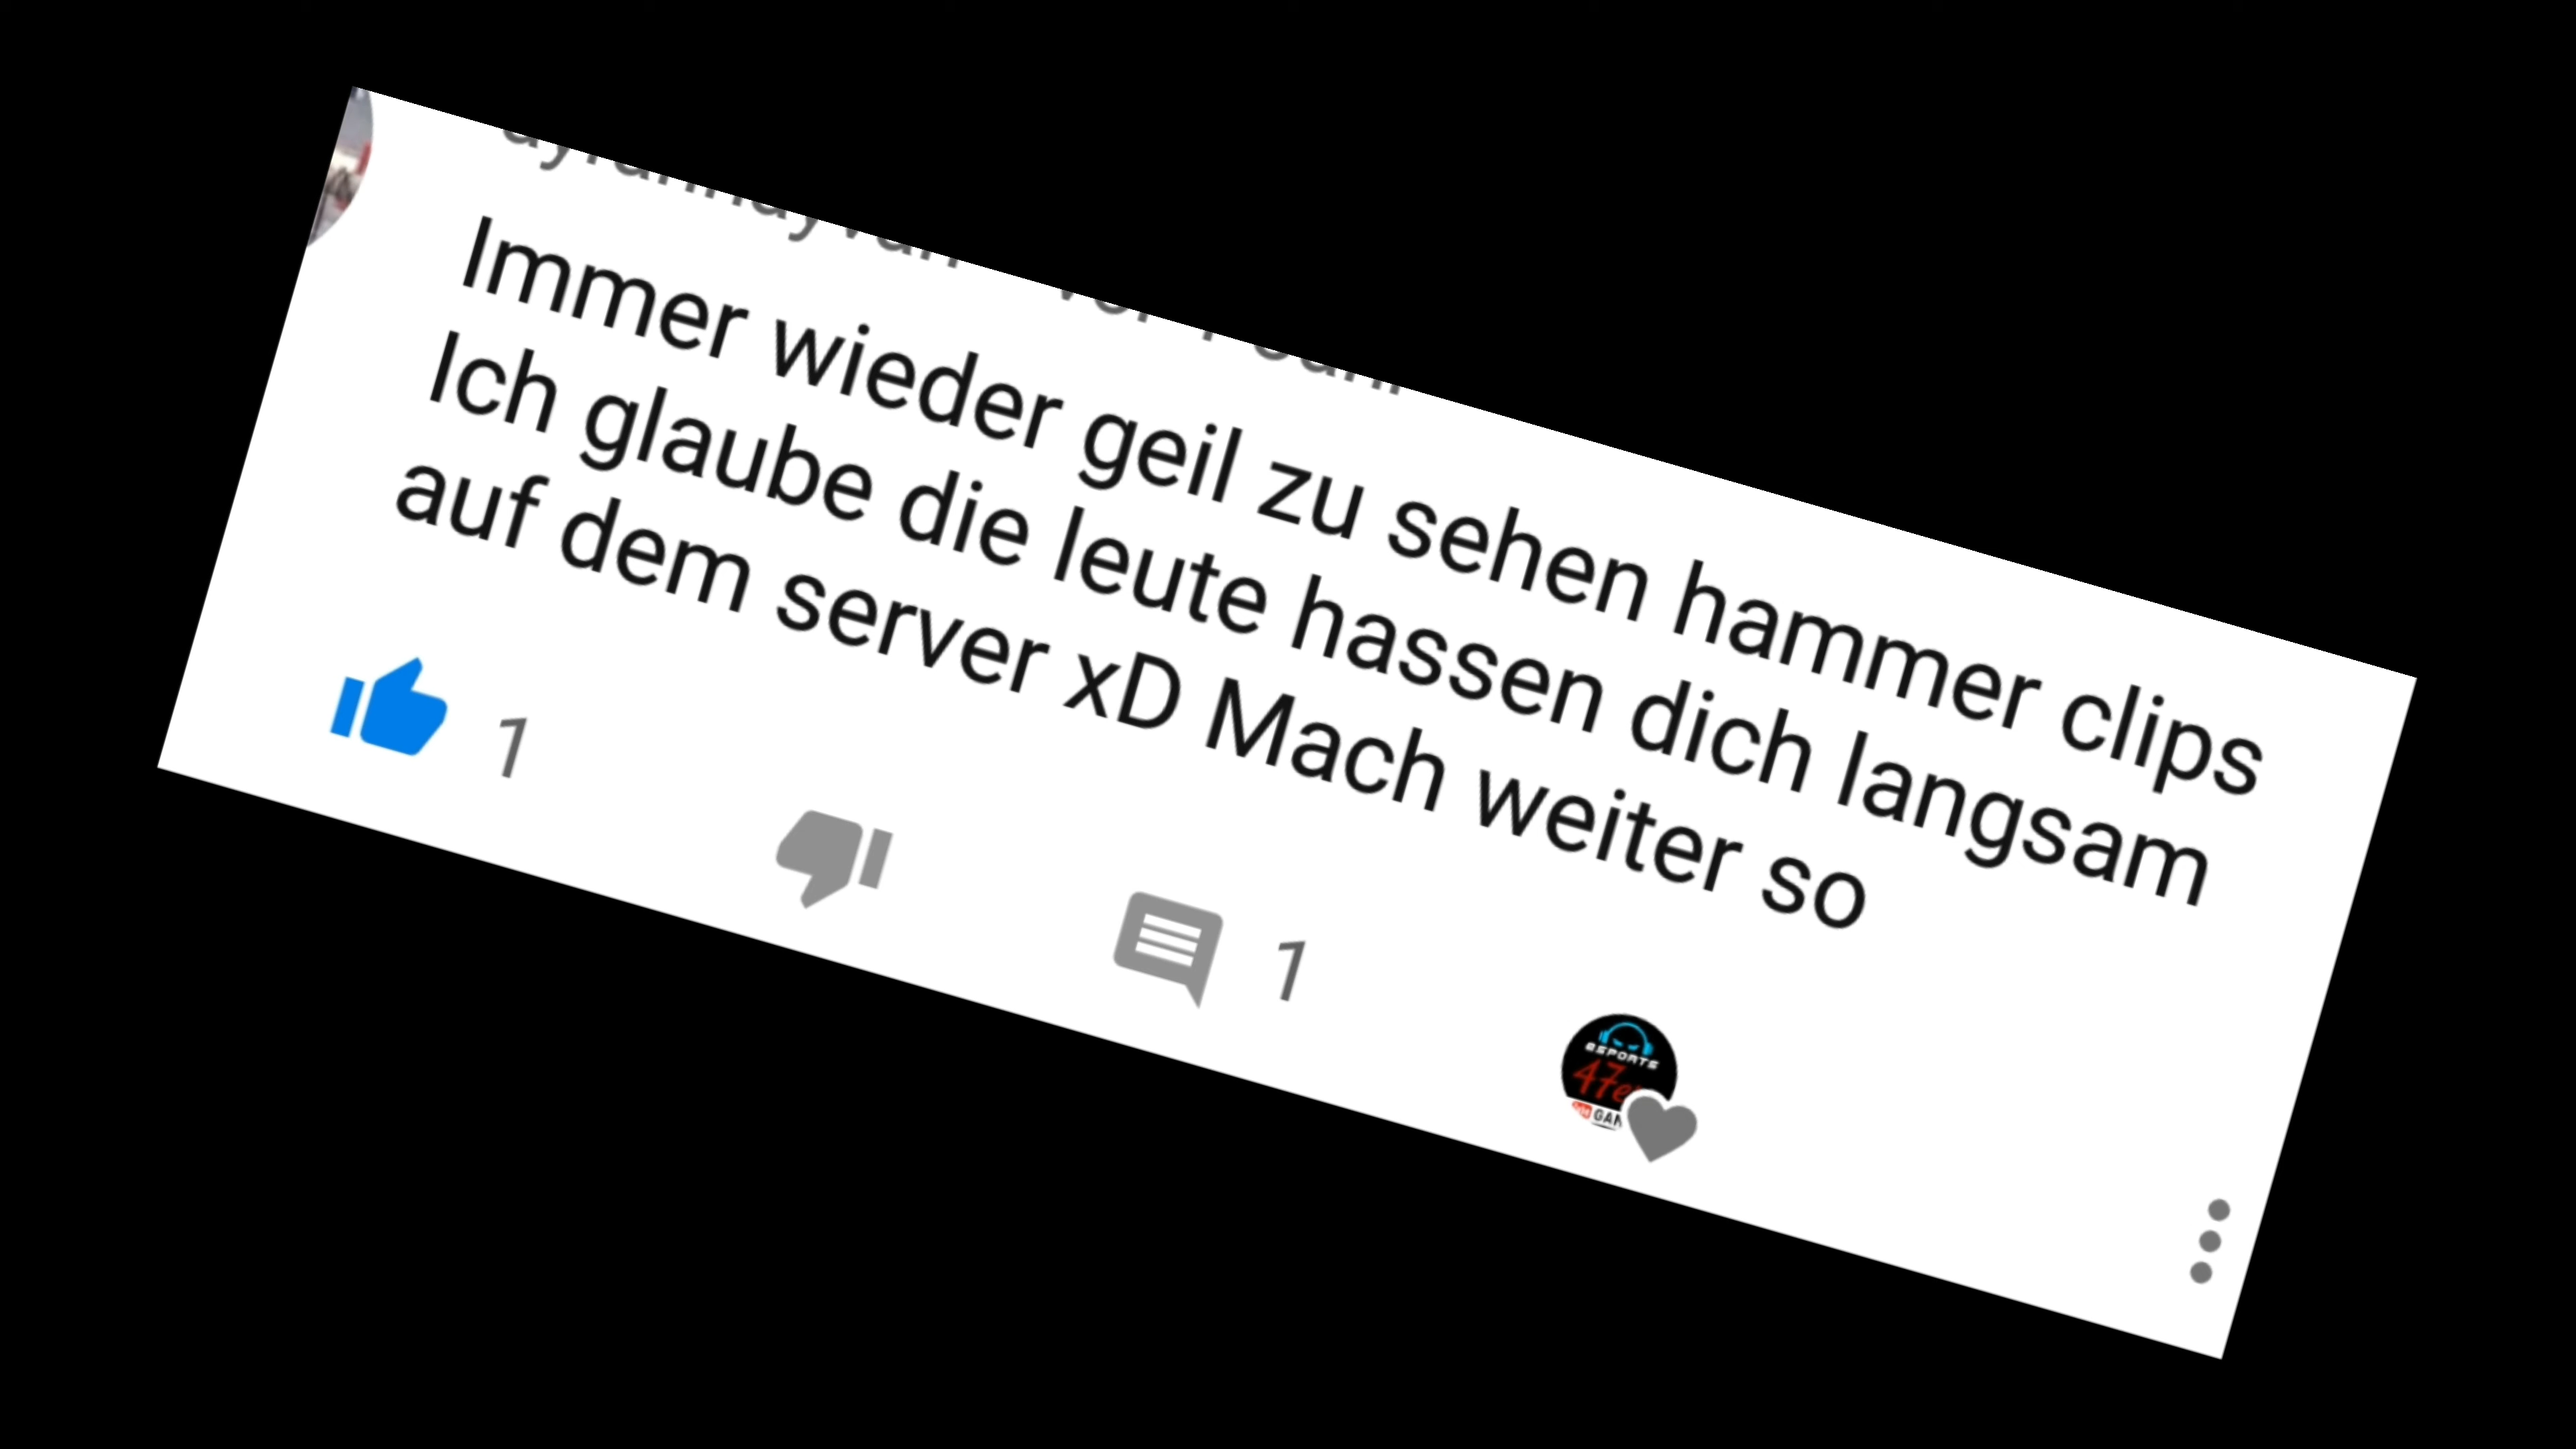 Immer wieder geil zu sehen hammer clips
Ich glaube die leute hassen dich langsam
auf dem server xD Mach weiter so
1
1
eSPORTS